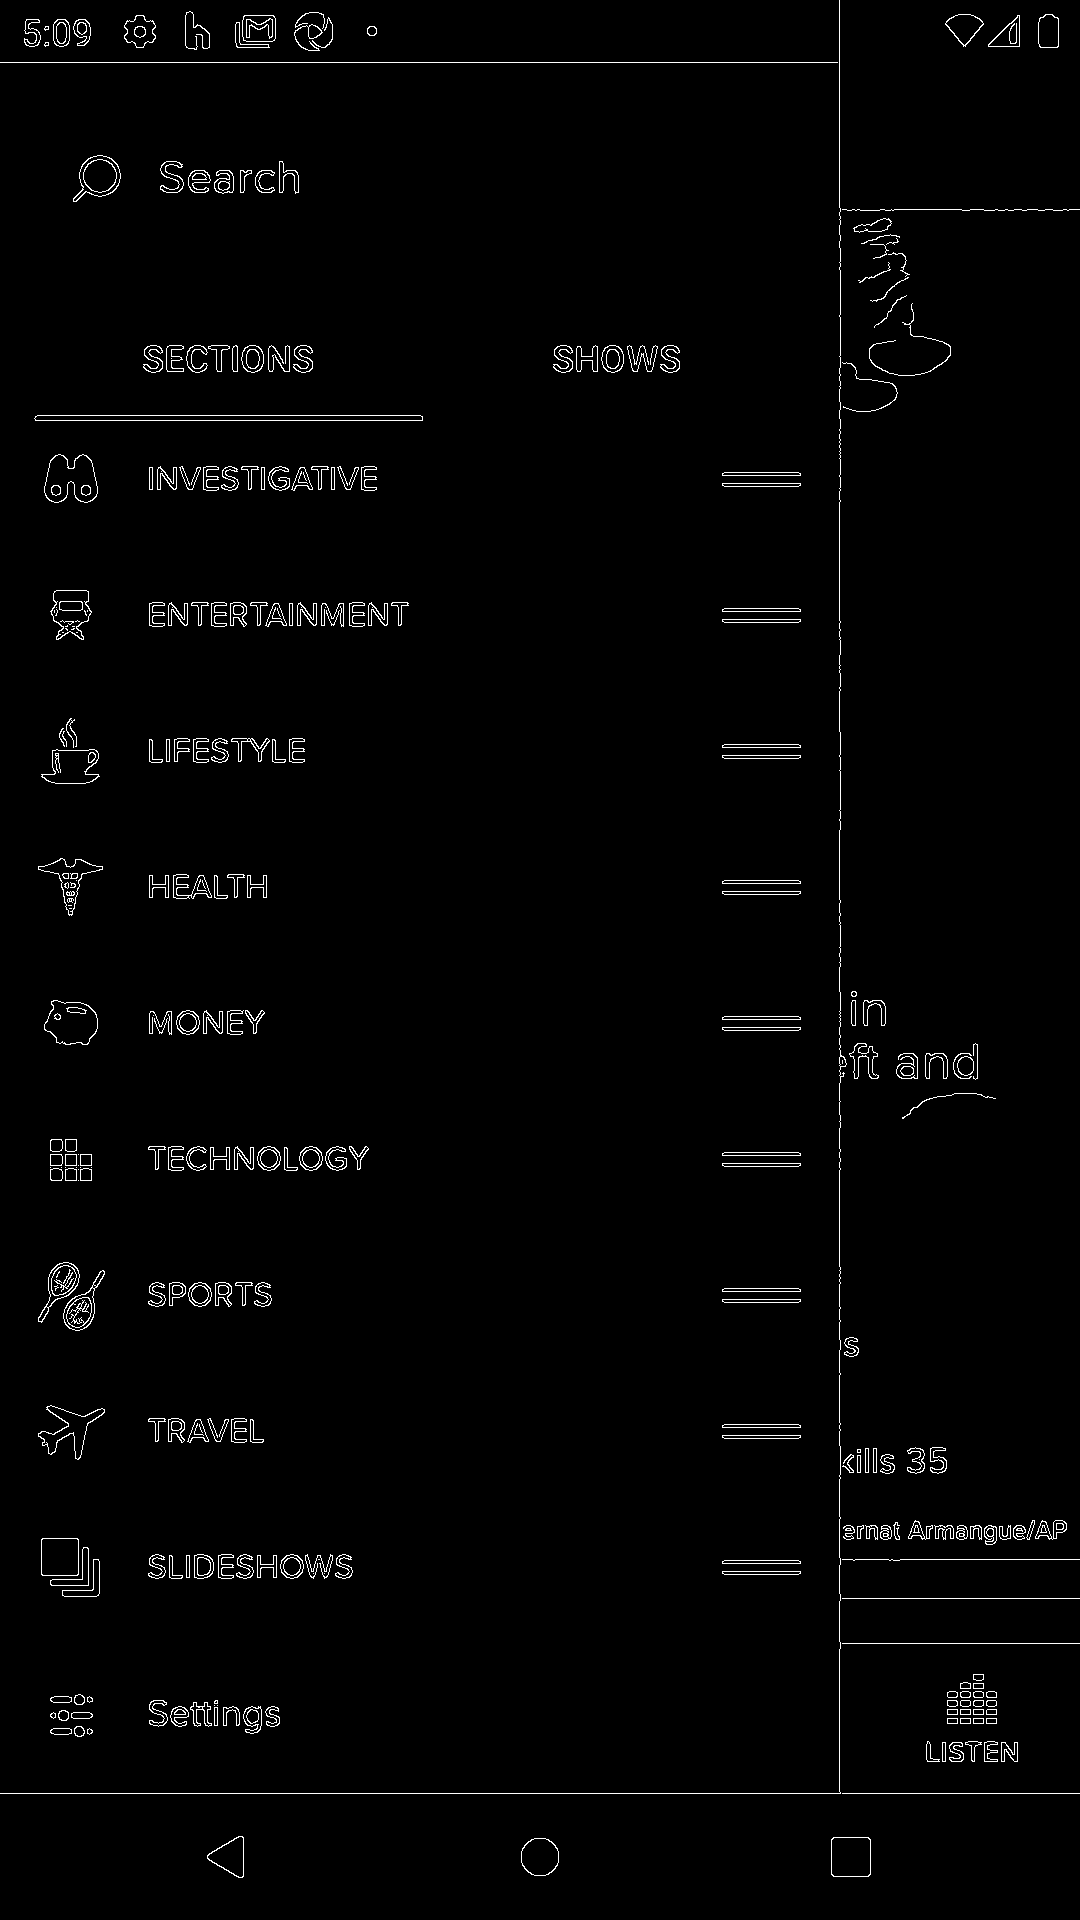 5:09
Search
SECTIONS SHOWS
INVESTIGATIVE
ENTERTAINMENT
LIFESTYLE
HEALTH
MONEY
in
eft and
TECHNOLOGY
SPORTS
s
TRAVEL
kills 35
ernat Armangue/AP
SLIDESHOWS
Settings
LISTEN